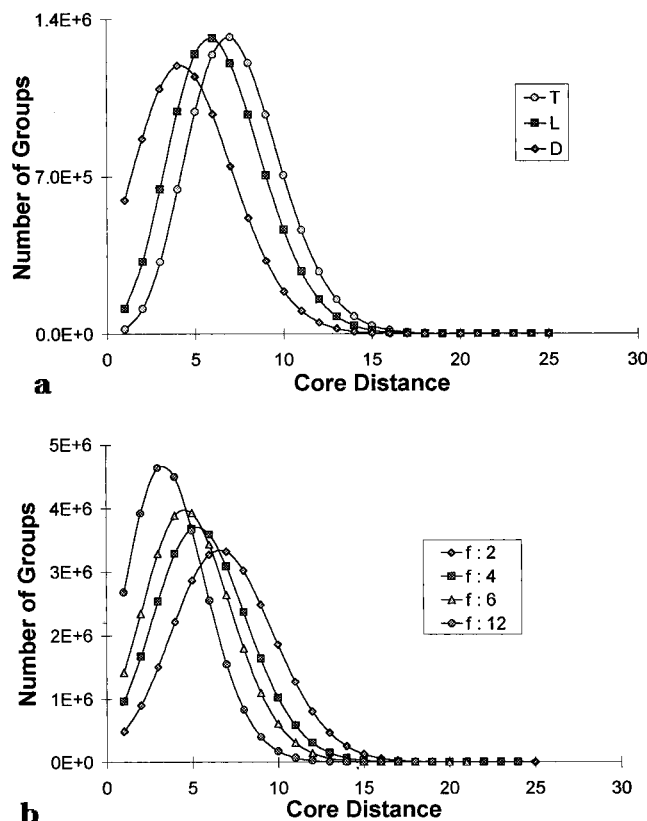 1.4E+6
7.0E+5
0.0E+0
Number of Groups
T
L
D
0 5 10 15 20 25 30
Core Distance
a
5E+6
4E+6
3E+6
2E+6
1E+6
0E+0
Number of Groups
f : 2
f : 4
f : 6
f : 12
0 5 10 15 20 25 30
Core Distance
b